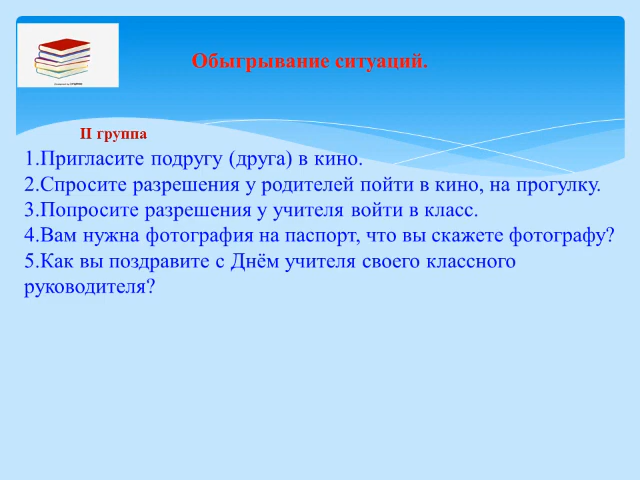 Обыгрывание ситуаций.
II группа
1.Пригласите подругу (друга) в кино.
2.Спросите разрешения у родителей пойти в кино, на прогулку.
3.Попросите разрешения у учителя войти в класс.
4.Вам нужна фотография на паспорт, что вы скажете фотографу?
5.Как вы поздравите с Днём учителя своего классного
руководителя?